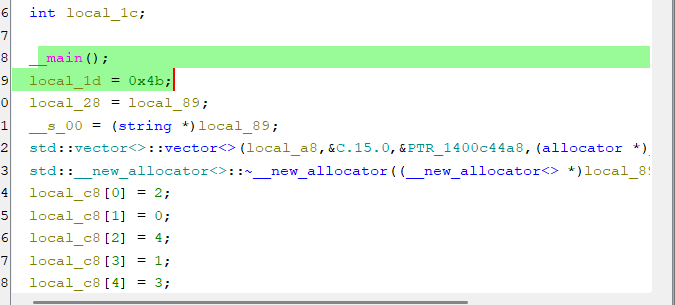 6 int local_1c;
7
8 __main();
9 local_1d = 0x4b;
0 local_28 = local_89;
1 __s_00 = (string *)local_89;
2 std::vector<>::vector<>(local_a8,&C.15.0,&PTR_1400c44a8,(allocator *)
3 std::__new_allocator<>::~__new_allocator((__new_allocator<> *)local_89
4 local_c8[0] = 2;
5 local_c8[1] = 0;
6 local_c8[2] = 4;
7 local_c8[3] = 1;
8 local_c8[4] = 3;